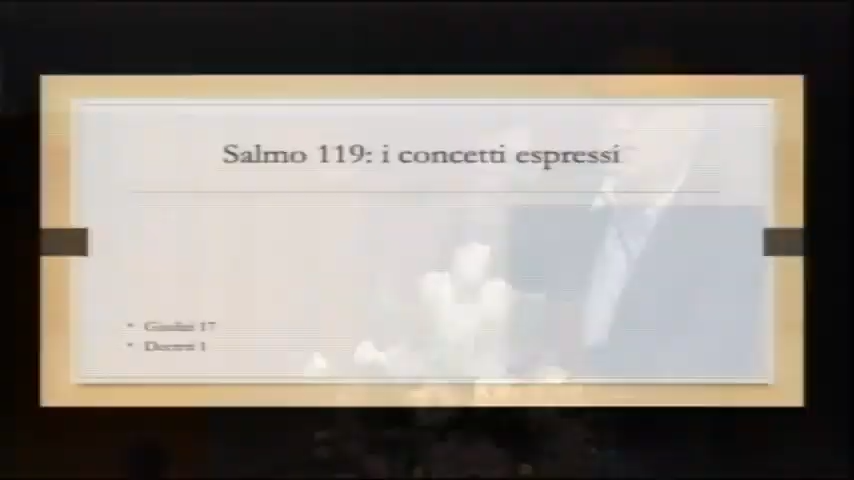 Salmo 119: i concetti espressi
• Giudizi 17
• Decreti 1